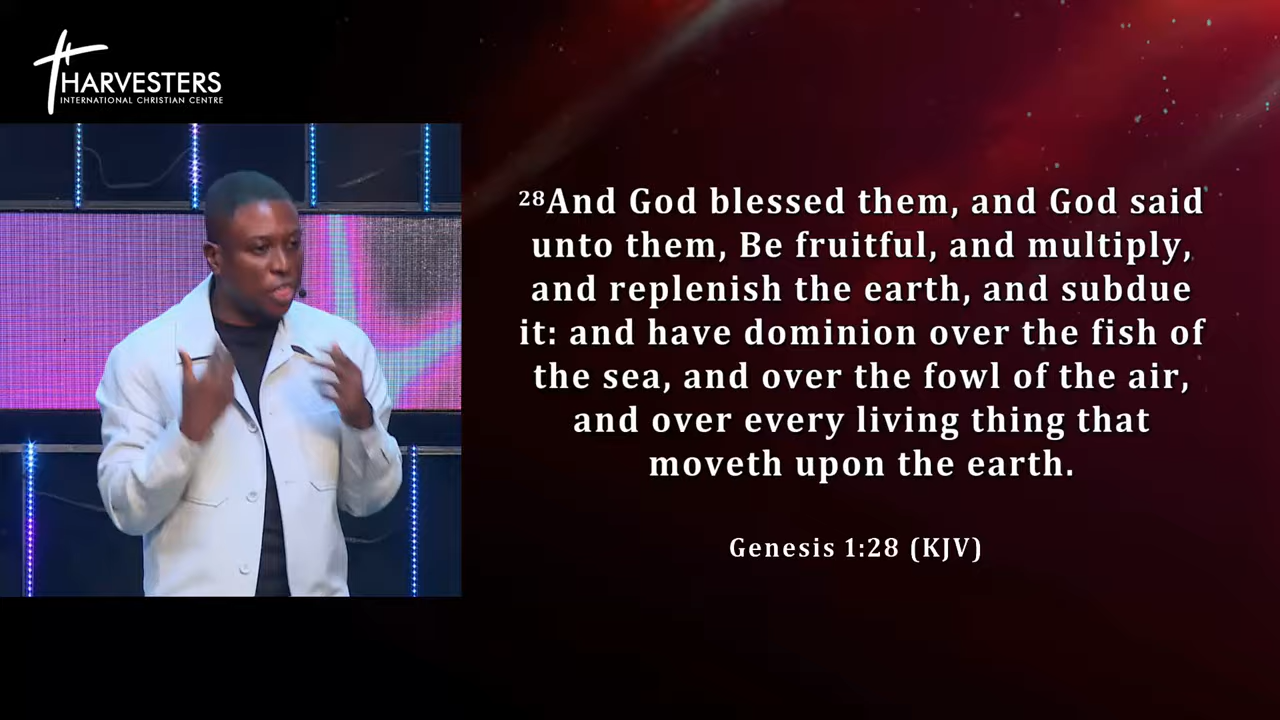 HARVESTERS
INTERNATIONAL CHRISTIAN CENTRE
28And God blessed them, and God said
unto them, Be fruitful, and multiply,
and replenish the earth, and subdue
it: and have dominion over the fish of
the sea, and over the fowl of the air,
and over every living thing that
moveth upon the earth.
Genesis 1:28 (KJV)